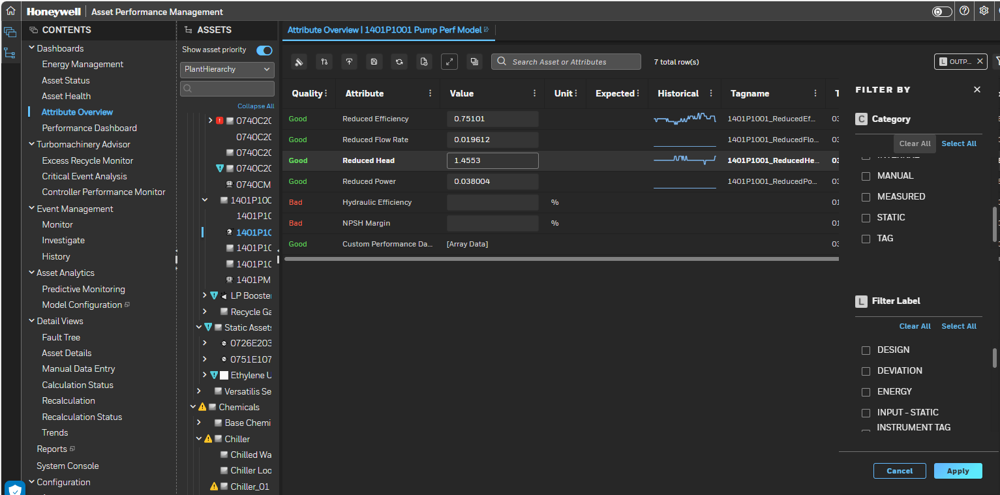 Honeywell | Asset Performance Management
D
CONTENTS
Dashboards
Energy Management
Asset Status
Asset Health
Attribute Overview
Performance Dashboard
Turbomachinery Advisor
Excess Recycle Monitor
Critical Event Analysis
Controller Performance Monitor
Event Management
Monitor
Investigate
History
Asset Analytics
Predictive Monitoring
Model Configuration
Detail Views
Fault Tree
Asset Details
Manual Data Entry
Calculation Status
Recalculation
Recalculation Status
Trends
Reports
System Console
Configuration
ASSETS
Show asset priority
PlantHierarchy
Collapse All
0740C20
0740C20
0740C20
0740C20
0740CM
1401P100
1401P10
1401P10
1401P10
1401P10
1401PM
LP Booster
Recycle Ga
Static Assets
0726E203
0751E107
Ethylene U
Versatilis Se
Chemicals
Base Chemi
Chiller
Chilled Wa
Chiller Loo
Chiller_01
Attribute Overview | 1401P1001 Pump Perf Model
Search Asset or Attributes
7 total row(s)
L OUTP... ✕
Quality Attribute Value Unit Expected Historical Tagname T
Good Reduced Efficiency 0.75101 1401P1001_ReducedEf... 03
Good Reduced Flow Rate 0.019612 1401P1001_ReducedFlo... 03
Good Reduced Head 1.4553 1401P1001_ReducedHe... 03
Good Reduced Power 0.038004 1401P1001_ReducedPo... 03
Bad Hydraulic Efficiency % 01
Bad NPSH Margin % 01
Good Custom Performance Da... [Array Data] 03
FILTER BY
C Category
Clear All Select All
MANUAL
MEASURED
STATIC
TAG
L Filter Label
Clear All Select All
DESIGN
DEVIATION
ENERGY
INPUT - STATIC
INSTRUMENT TAG
Cancel Apply